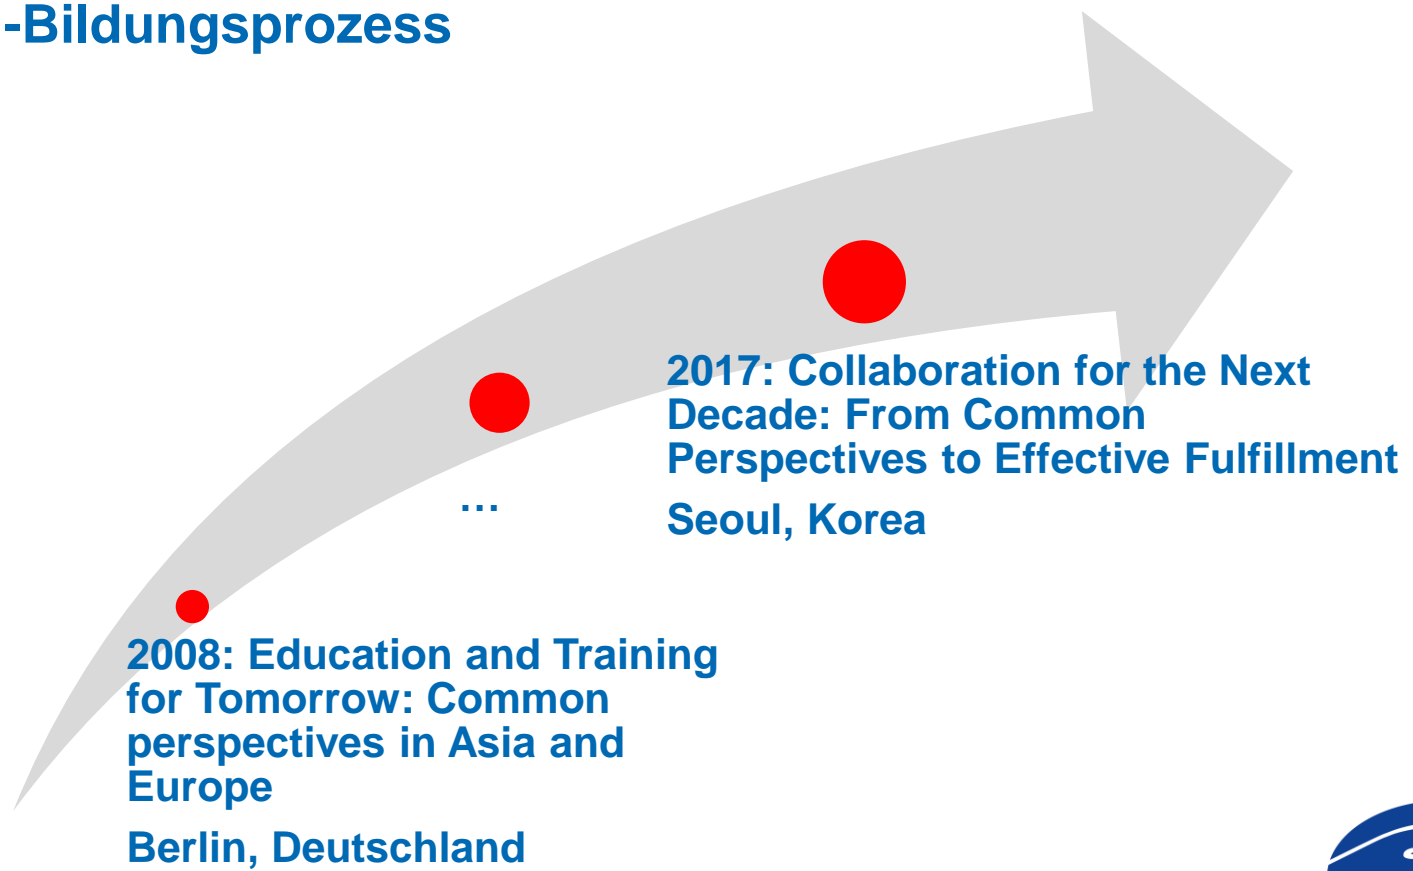 -Bildungsprozess
2017: Collaboration for the Next
Decade: From Common
Perspectives to Effective Fulfillment
Seoul, Korea
…
2008: Education and Training
for Tomorrow: Common
perspectives in Asia and
Europe
Berlin, Deutschland